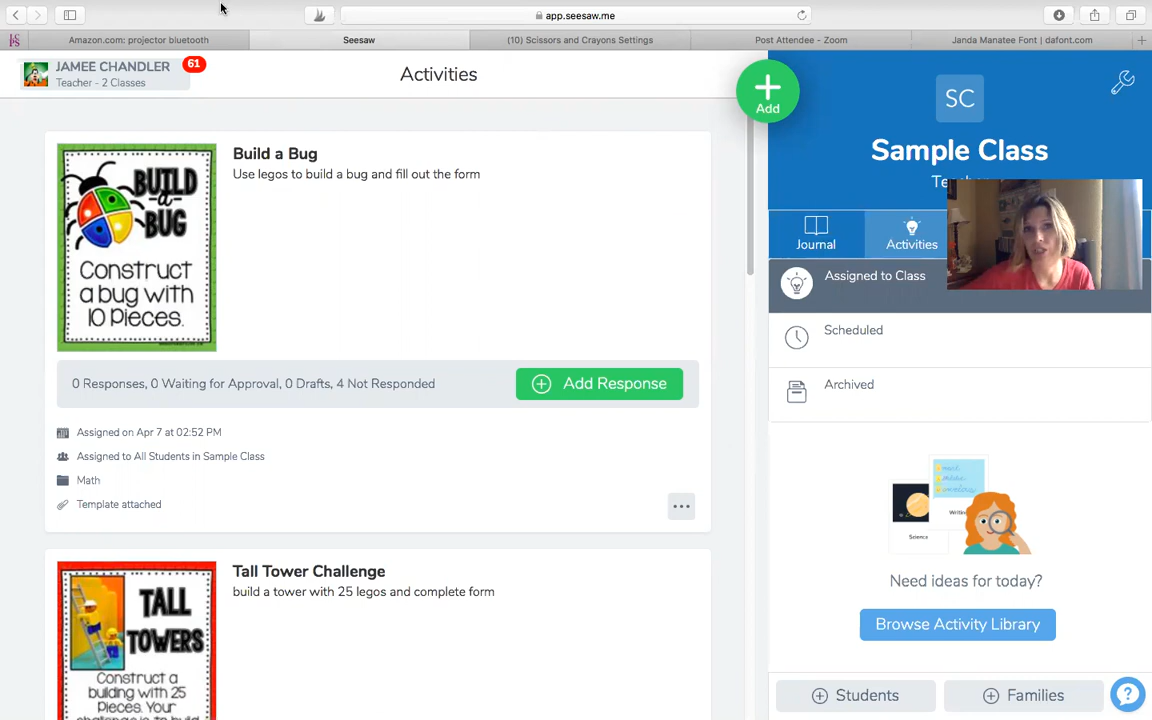 app.seesaw.me
Amazon.com: projector bluetooth
Seesaw
(10) Scissors and Crayons Settings
Post Attendee - Zoom
Janda Manatee Font | dafont.com
JAMEE CHANDLER
61
Teacher - 2 Classes
Activities
Add
SC
Sample Class
Journal
Activities
Assigned to Class
Scheduled
Archived
Build a Bug
Use legos to build a bug and fill out the form
BUILD
a
BUG
Construct
a bug with
10 Pieces.
0 Responses, 0 Waiting for Approval, 0 Drafts, 4 Not Responded
Add Response
Assigned on Apr 7 at 02:52 PM
Assigned to All Students in Sample Class
Math
Template attached
Tall Tower Challenge
build a tower with 25 legos and complete form
TALL
TOWERS
Construct a
building with 25
Pieces. Your
Science
Need ideas for today?
Browse Activity Library
Students
Families
?